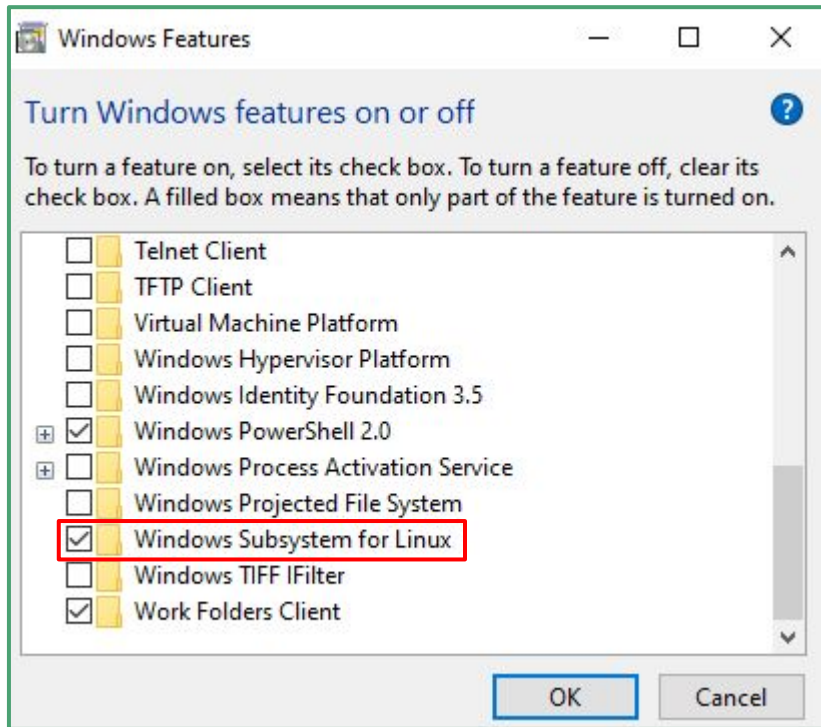 Windows Features
Turn Windows features on or off
To turn a feature on, select its check box. To turn a feature off, clear its
check box. A filled box means that only part of the feature is turned on.
Telnet Client
TFTP Client
Virtual Machine Platform
Windows Hypervisor Platform
Windows Identity Foundation 3.5
Windows PowerShell 2.0
Windows Process Activation Service
Windows Projected File System
Windows Subsystem for Linux
Windows TIFF IFilter
Work Folders Client
OK Cancel